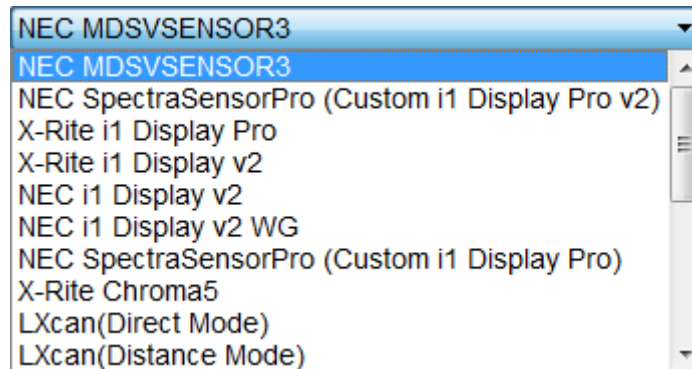 NEC MDSVSENSOR3
NEC MDSVSENSOR3
NEC SpectraSensorPro (Custom i1 Display Pro v2)
X-Rite i1 Display Pro
X-Rite i1 Display v2
NEC i1 Display v2
NEC i1 Display v2 WG
NEC SpectraSensorPro (Custom i1 Display Pro)
X-Rite Chroma5
LXcan(Direct Mode)
LXcan(Distance Mode)